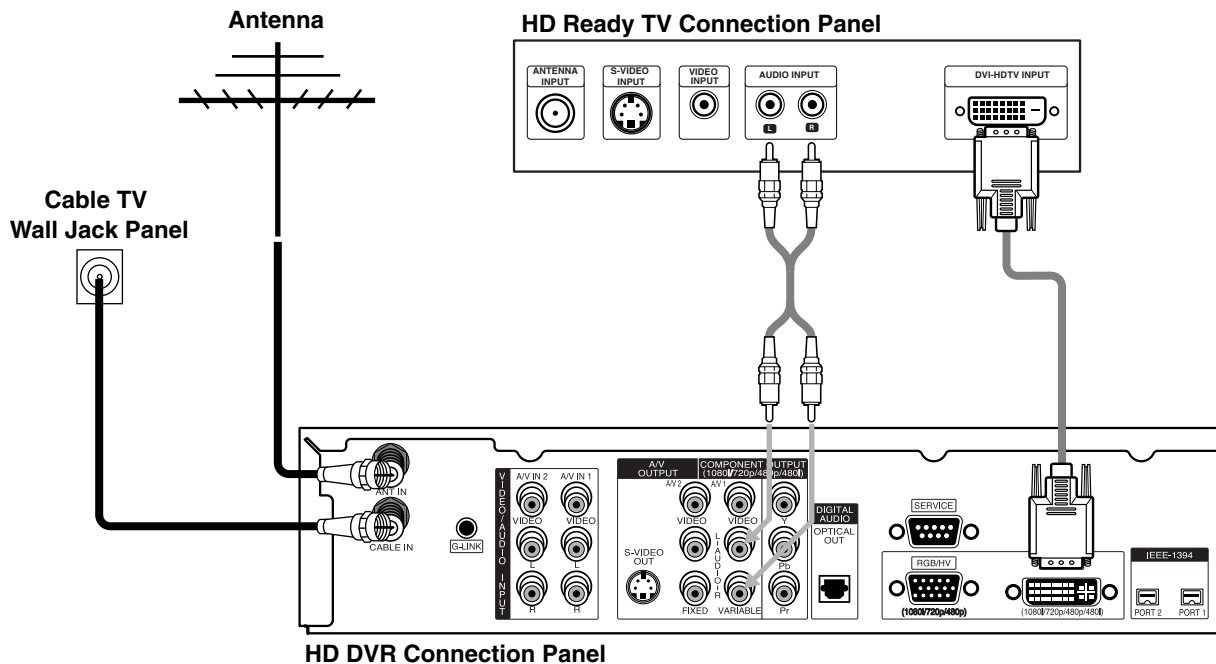 Antenna
HD Ready TV Connection Panel
ANTENNA
INPUT
S-VIDEO
INPUT
VIDEO
INPUT
AUDIO INPUT
L
R
DVI-HDTV INPUT
Cable TV
Wall Jack Panel
ANT IN
CABLE IN
G-LINK
VIDEO/AUDIO INPUT
A/V IN 2
A/V IN 1
VIDEO
VIDEO
L
L
R
R
A/V
OUTPUT
COMPONENT OUTPUT
(1080I/720p/480p/480I)
A/V 2
A/V 1
VIDEO
VIDEO
Y
L-AUDIO-R
Pb
S-VIDEO
OUT
FIXED
VARIABLE
Pr
DIGITAL
AUDIO
OPTICAL
OUT
SERVICE
RGB/HV
(1080I/720p/480p)
(1080I/720p/480p/480I)
IEEE-1394
PORT 2
PORT 1
HD DVR Connection Panel